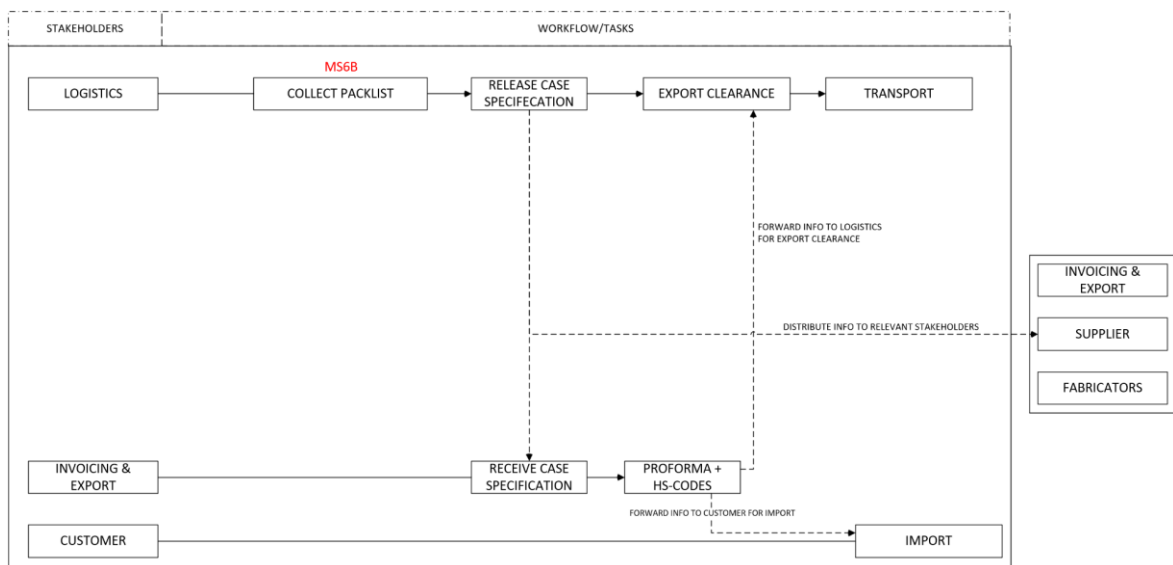 STAKEHOLDERS
WORKFLOW/TASKS
MS6B
LOGISTICS
COLLECT PACKLIST
RELEASE CASE
SPECIFECATION
EXPORT CLEARANCE
TRANSPORT
FORWARD INFO TO LOGISTICS
FOR EXPORT CLEARANCE
INVOICING &
EXPORT
DISTRIBUTE INFO TO RELEVANT STAKEHOLDERS
SUPPLIER
FABRICATORS
INVOICING &
EXPORT
RECEIVE CASE
SPECIFICATION
PROFORMA +
HS-CODES
FORWARD INFO TO CUSTOMER FOR IMPORT
CUSTOMER
IMPORT